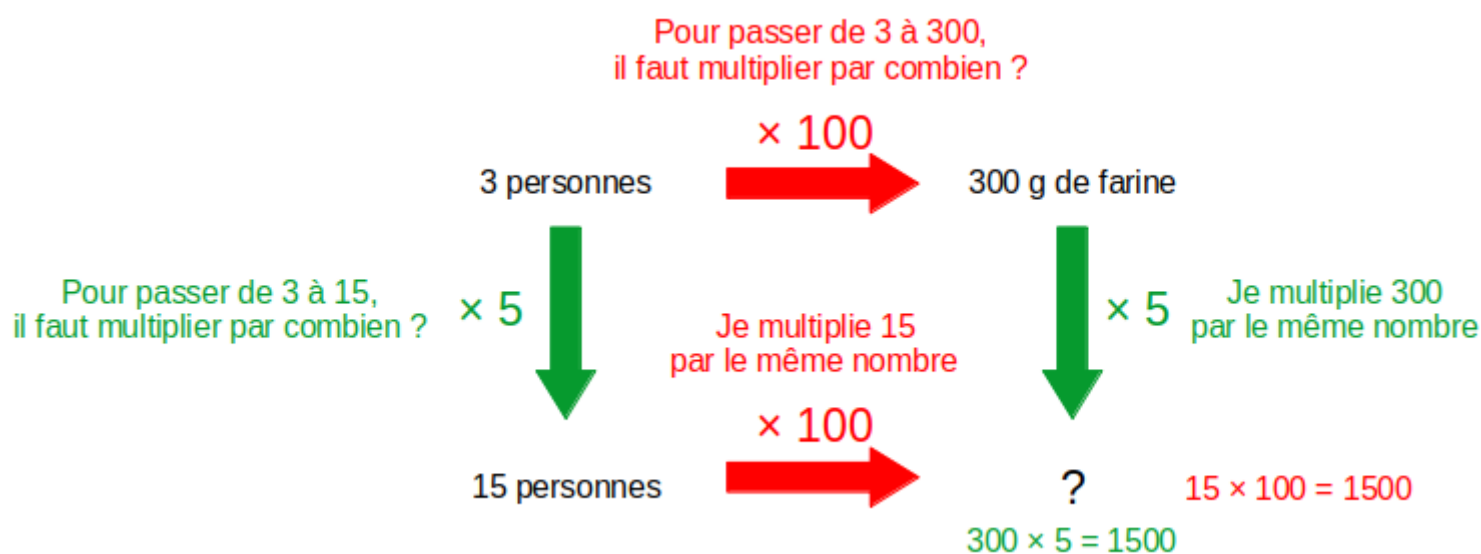 Pour passer de 3 à 300,
il faut multiplier par combien ?
× 100
3 personnes
300 g de farine
Pour passer de 3 à 15,
il faut multiplier par combien ?
× 5
Je multiplie 15
par le même nombre
× 5
Je multiplie 300
par le même nombre
× 100
15 personnes
?
15 × 100 = 1500
300 × 5 = 1500